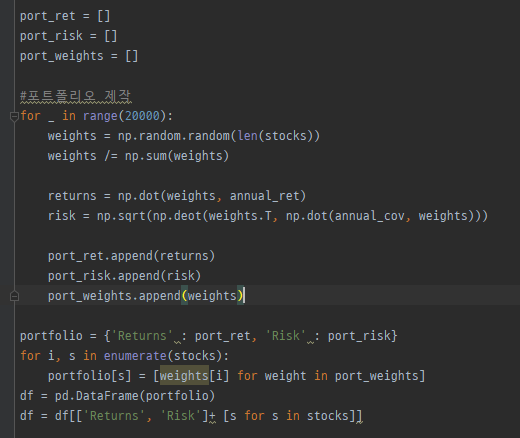 port_ret = []
port_risk = []
port_weights = []
#포트폴리오 제작
for _ in range(20000):
weights = np.random.random(len(stocks))
weights /= np.sum(weights)
returns = np.dot(weights, annual_ret)
risk = np.sqrt(np.deot(weights.T, np.dot(annual_cov, weights)))
port_ret.append(returns)
port_risk.append(risk)
port_weights.append(weights)
portfolio = {'Returns' : port_ret, 'Risk' : port_risk}
for i, s in enumerate(stocks):
portfolio[s] = [weights[i] for weight in port_weights]
df = pd.DataFrame(portfolio)
df = df[['Returns', 'Risk']+ [s for s in stocks]]